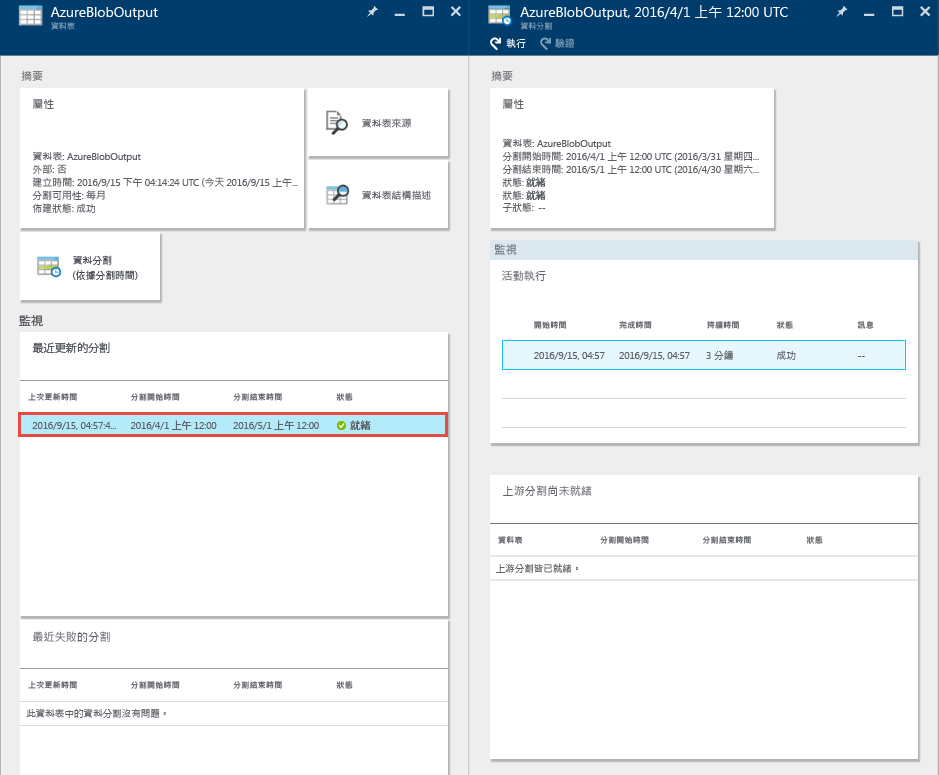 AzureBlobOutput
資料表
摘要
屬性
資料表: AzureBlobOutput
外部: 否
建立時間: 2016/9/15 下午 04:14:24 UTC (今天 2016/9/15 上午...
分割可用性: 每月
佈建狀態: 成功
資料表來源
資料表結構描述
資料分割
(依據分割時間)
監視
最近更新的分割
上次更新時間 分割開始時間 分割結束時間 狀態
2016/9/15, 04:57:4... 2016/4/1 上午 12:00 2016/5/1 上午 12:00 就緒
最近失敗的分割
上次更新時間 分割開始時間 分割結束時間 狀態
此資料表中的資料分割沒有問題。
AzureBlobOutput, 2016/4/1 上午 12:00 UTC
資料分割
執行 驗證
摘要
屬性
資料表: AzureBlobOutput
分割開始時間: 2016/4/1 上午 12:00 UTC (2016/3/31 星期四...
分割結束時間: 2016/5/1 上午 12:00 UTC (2016/4/30 星期六...
狀態: 就緒
狀態: 就緒
子狀態: --
監視
活動執行
開始時間 完成時間 持續時間 狀態 訊息
2016/9/15, 04:57 2016/9/15, 04:57 3 分鐘 成功 --
上游分割尚未就緒
資料表 分割開始時間 分割結束時間 狀態
上游分割皆已就緒。